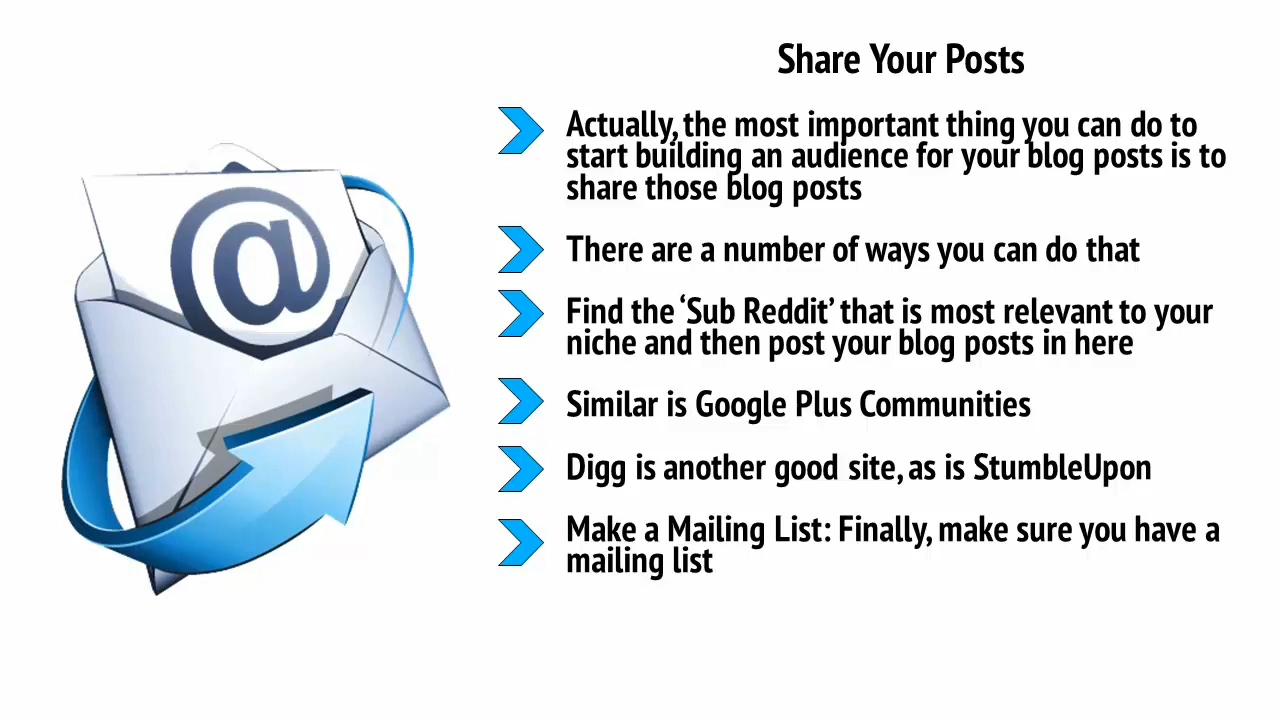 Share Your Posts
Actually, the most important thing you can do to
start building an audience for your blog posts is to
share those blog posts
There are a number of ways you can do that
Find the ‘Sub Reddit’ that is most relevant to your
niche and then post your blog posts in here
Similar is Google Plus Communities
Digg is another good site, as is StumbleUpon
Make a Mailing List: Finally, make sure you have a
mailing list
@